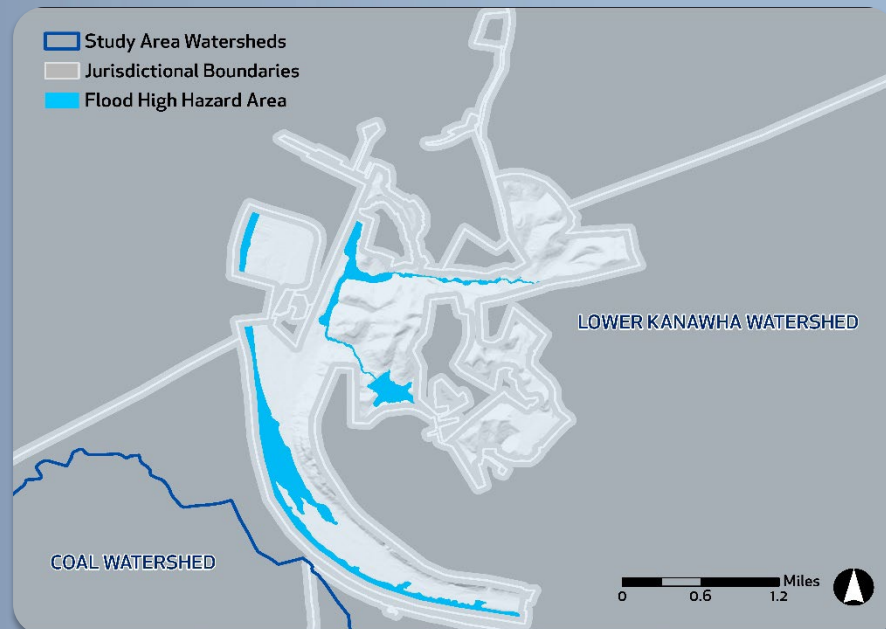 Study Area Watersheds
Jurisdictional Boundaries
Flood High Hazard Area
LOWER KANAWHA WATERSHED
COAL WATERSHED
Miles
0 0.6 1.2